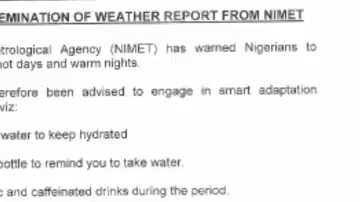 EMINATION OF WEATHER REPORT FROM NIMET
trological Agency (NIMET) has warned Nigerians to
hot days and warm nights.
erefore been advised to engage in smart adaptation
viz:
water to keep hydrated
bottle to remind you to take water.
c and caffeinated drinks during the period.